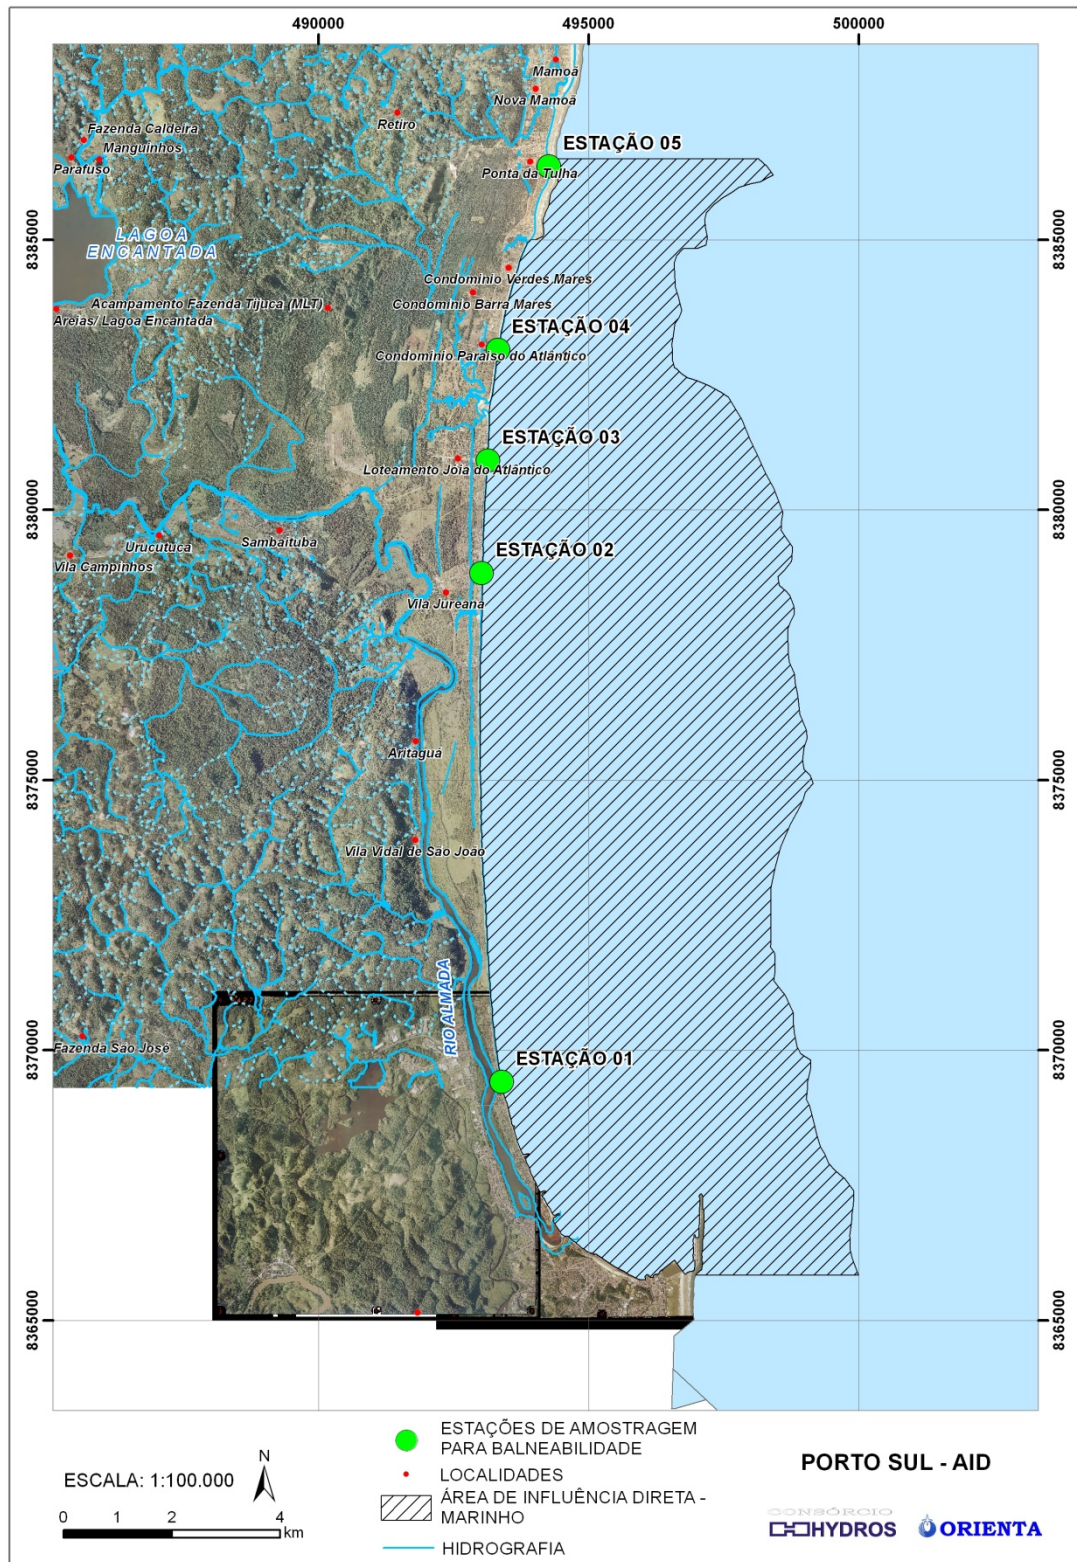 490000
495000
500000
Mamoã
Nova Mamoã
Retiro
Fazenda Caldeira
Manguinhos
Parafuso
ESTAÇÃO 05
Ponta da Tulha
8385000
8385000
LAGOA
ENCANTADA
Condomínio Verdes Mares
Acampamento Fazenda Tijuca (MLT)
Condomínio Barra Mares
Areias/ Lagoa Encantada
ESTAÇÃO 04
Condomínio Paraíso do Atlântico
ESTAÇÃO 03
Loteamento Joia do Atlântico
8380000
8380000
Urucutuca
Sambaituba
Vila Campinhos
ESTAÇÃO 02
Vila Jureana
Aritaguá
8375000
8375000
Vila Vidal de São João
RIO ALMADA
Fazenda São José
8370000
8370000
ESTAÇÃO 01
8365000
8365000
ESTAÇÕES DE AMOSTRAGEM
PARA BALNEABILIDADE
LOCALIDADES
ÁREA DE INFLUÊNCIA DIRETA -
MARINHO
HIDROGRAFIA
ESCALA: 1:100.000
N
0 1 2 4
km
PORTO SUL - AID
CONSÓRCIO
HYDROS
ORIENTA